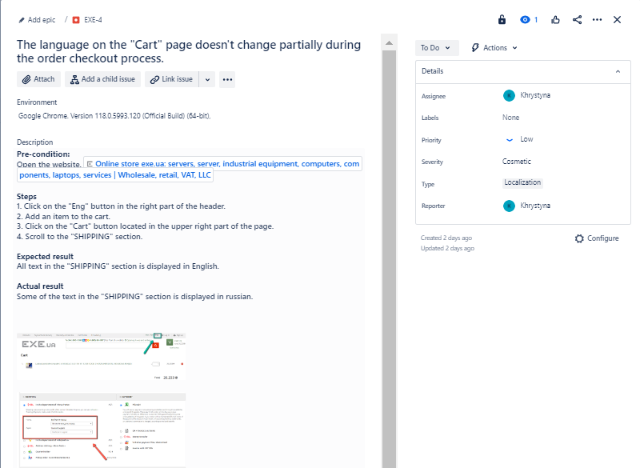 Add epic / EXE-4
1
The language on the "Cart" page doesn't change partially during
the order checkout process.
Attach Add a child issue Link issue
Environment
Google Chrome. Version 118.0.5993.120 (Official Build) (64-bit).
Description
Pre-condition:
Open the website. Online store exe.ua: servers, server, industrial equipment, computers, com
ponents, laptops, services | Wholesale, retail, VAT, LLC
Steps
1. Click on the "Eng" button in the right part of the header.
2. Add an item to the cart.
3. Click on the "Cart" button located in the upper right part of the page.
4. Scroll to the "SHIPPING" section.
Expected result
All text in the "SHIPPING" section is displayed in English.
Actual result
Some of the text in the "SHIPPING" section is displayed in russian.
EXE.UA
Cart
To Do Actions
Details
Assignee Khrystyna
Labels None
Priority Low
Severity Cosmetic
Type Localization
Reporter Khrystyna
Created 2 days ago
Updated 2 days ago
Configure